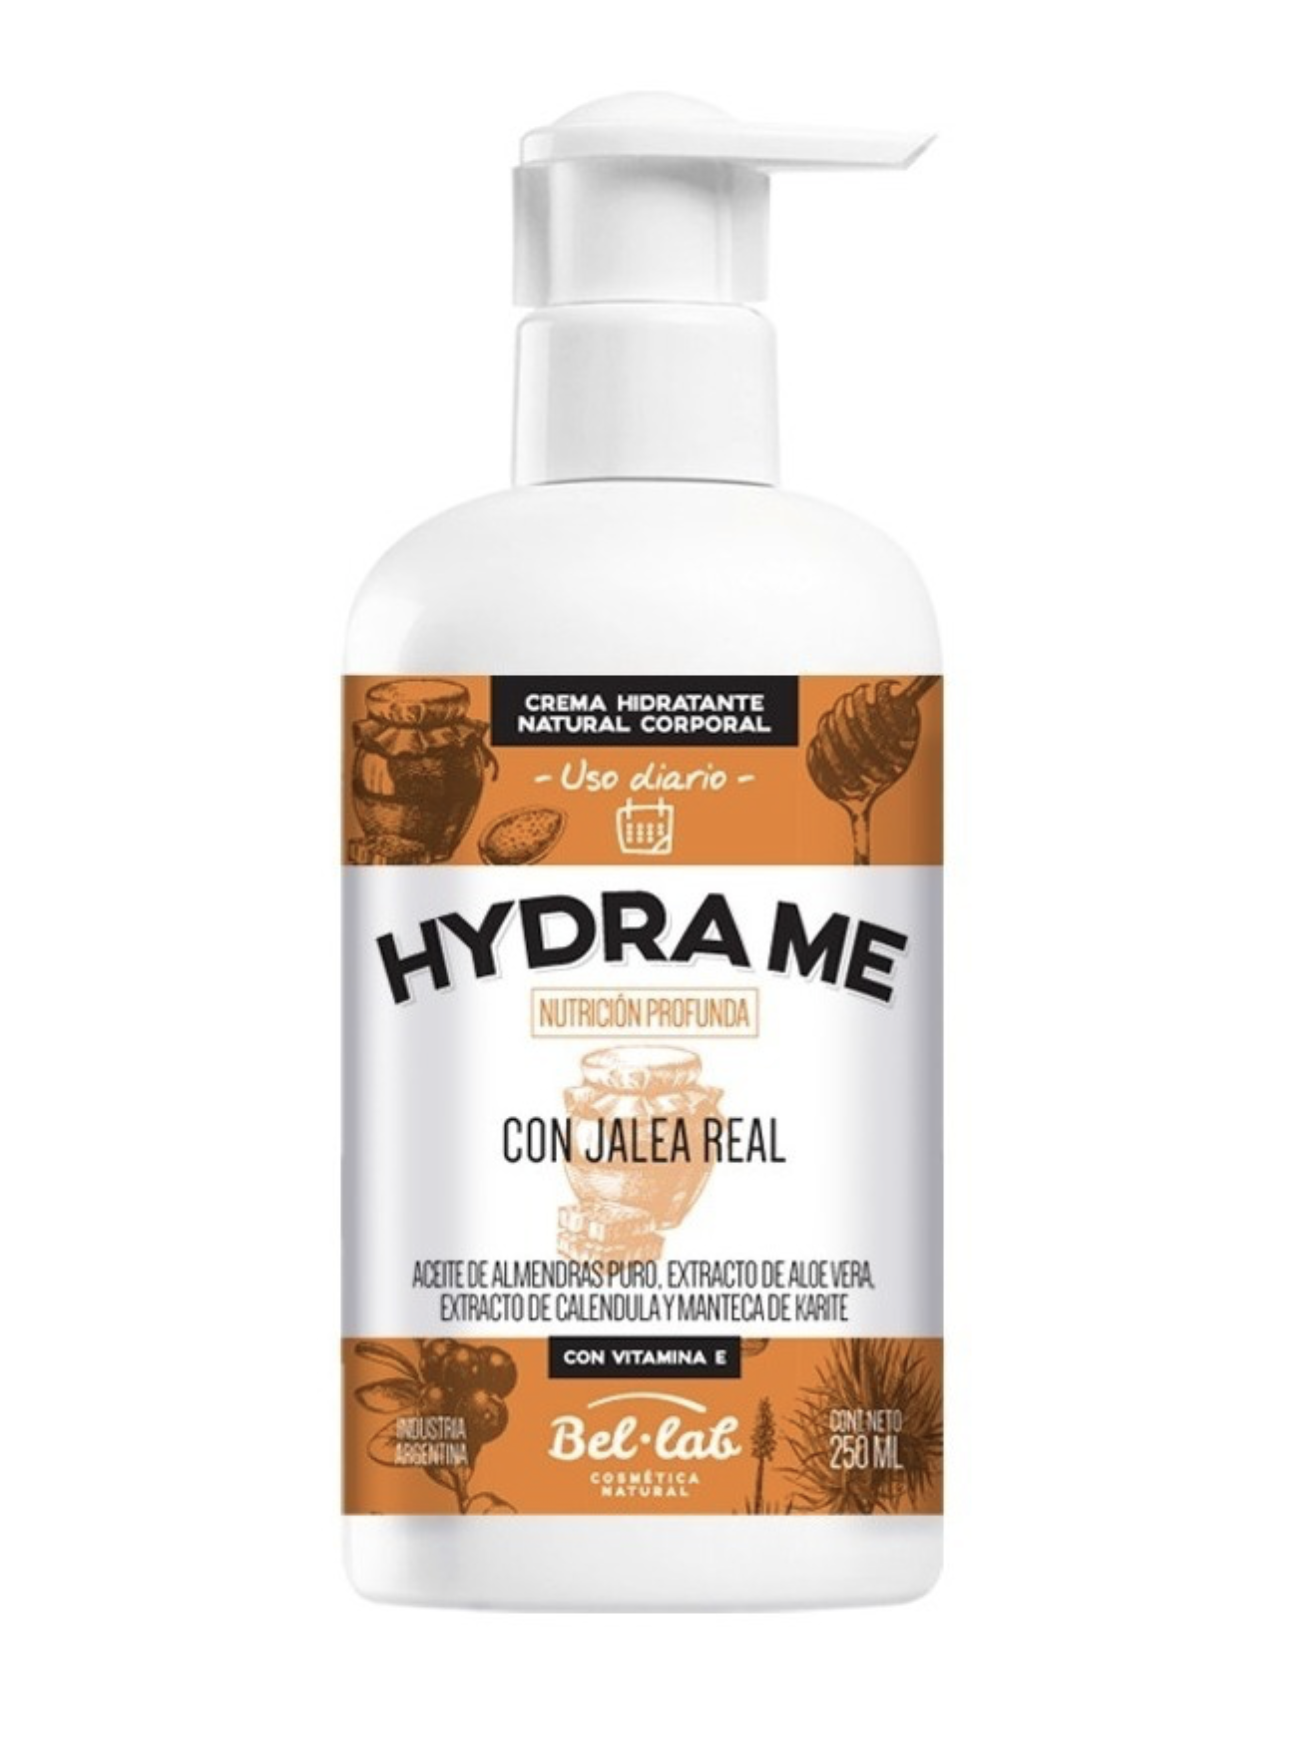 CREMA HIDRATANTE
NATURAL CORPORAL
- Uso diario -
HYDRA ME
NUTRICIÓN PROFUNDA
CON JALEA REAL
ACEITE DE ALMENDRAS PURO, EXTRACTO DE ALOE VERA,
EXTRACTO DE CALENDULA Y MANTECA DE KARITE
CON VITAMINA E
INDUSTRIA
ARGENTINA
Bel·lab
COSMÉTICA
NATURAL
CONT. NETO
250 ML